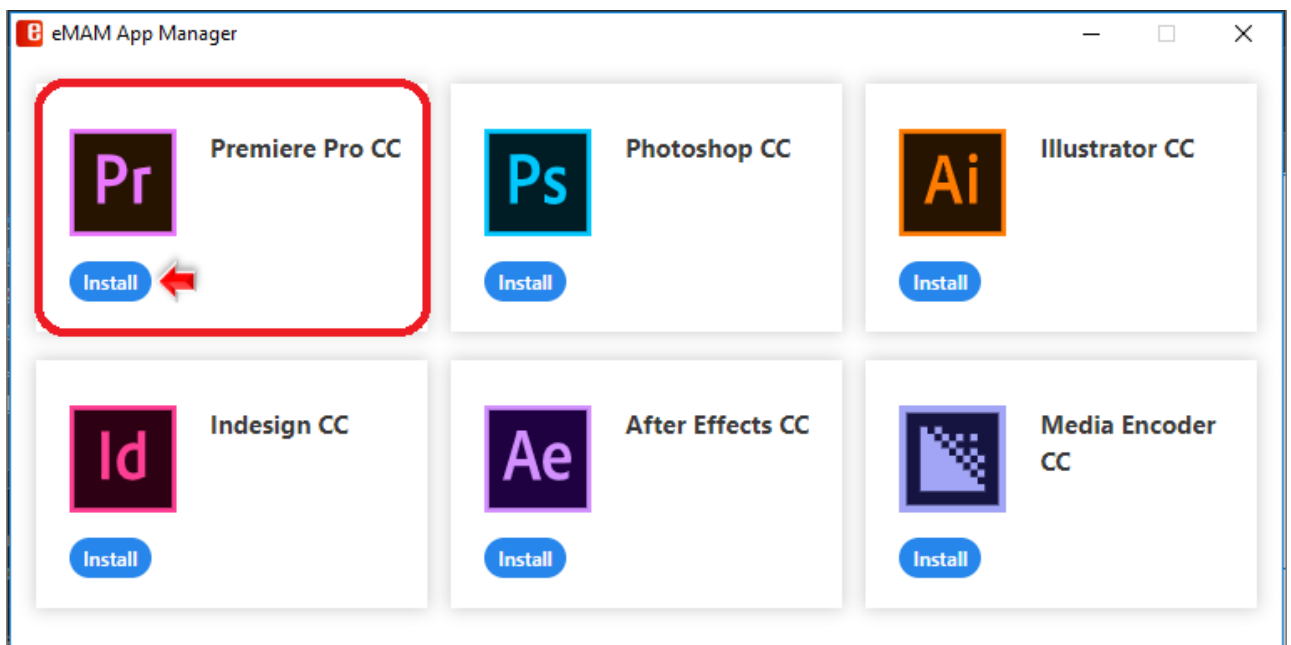 e eMAM App Manager
Pr Premiere Pro CC
Install
Ps Photoshop CC
Install
Ai Illustrator CC
Install
Id Indesign CC
Install
Ae After Effects CC
Install
Media Encoder
CC
Install